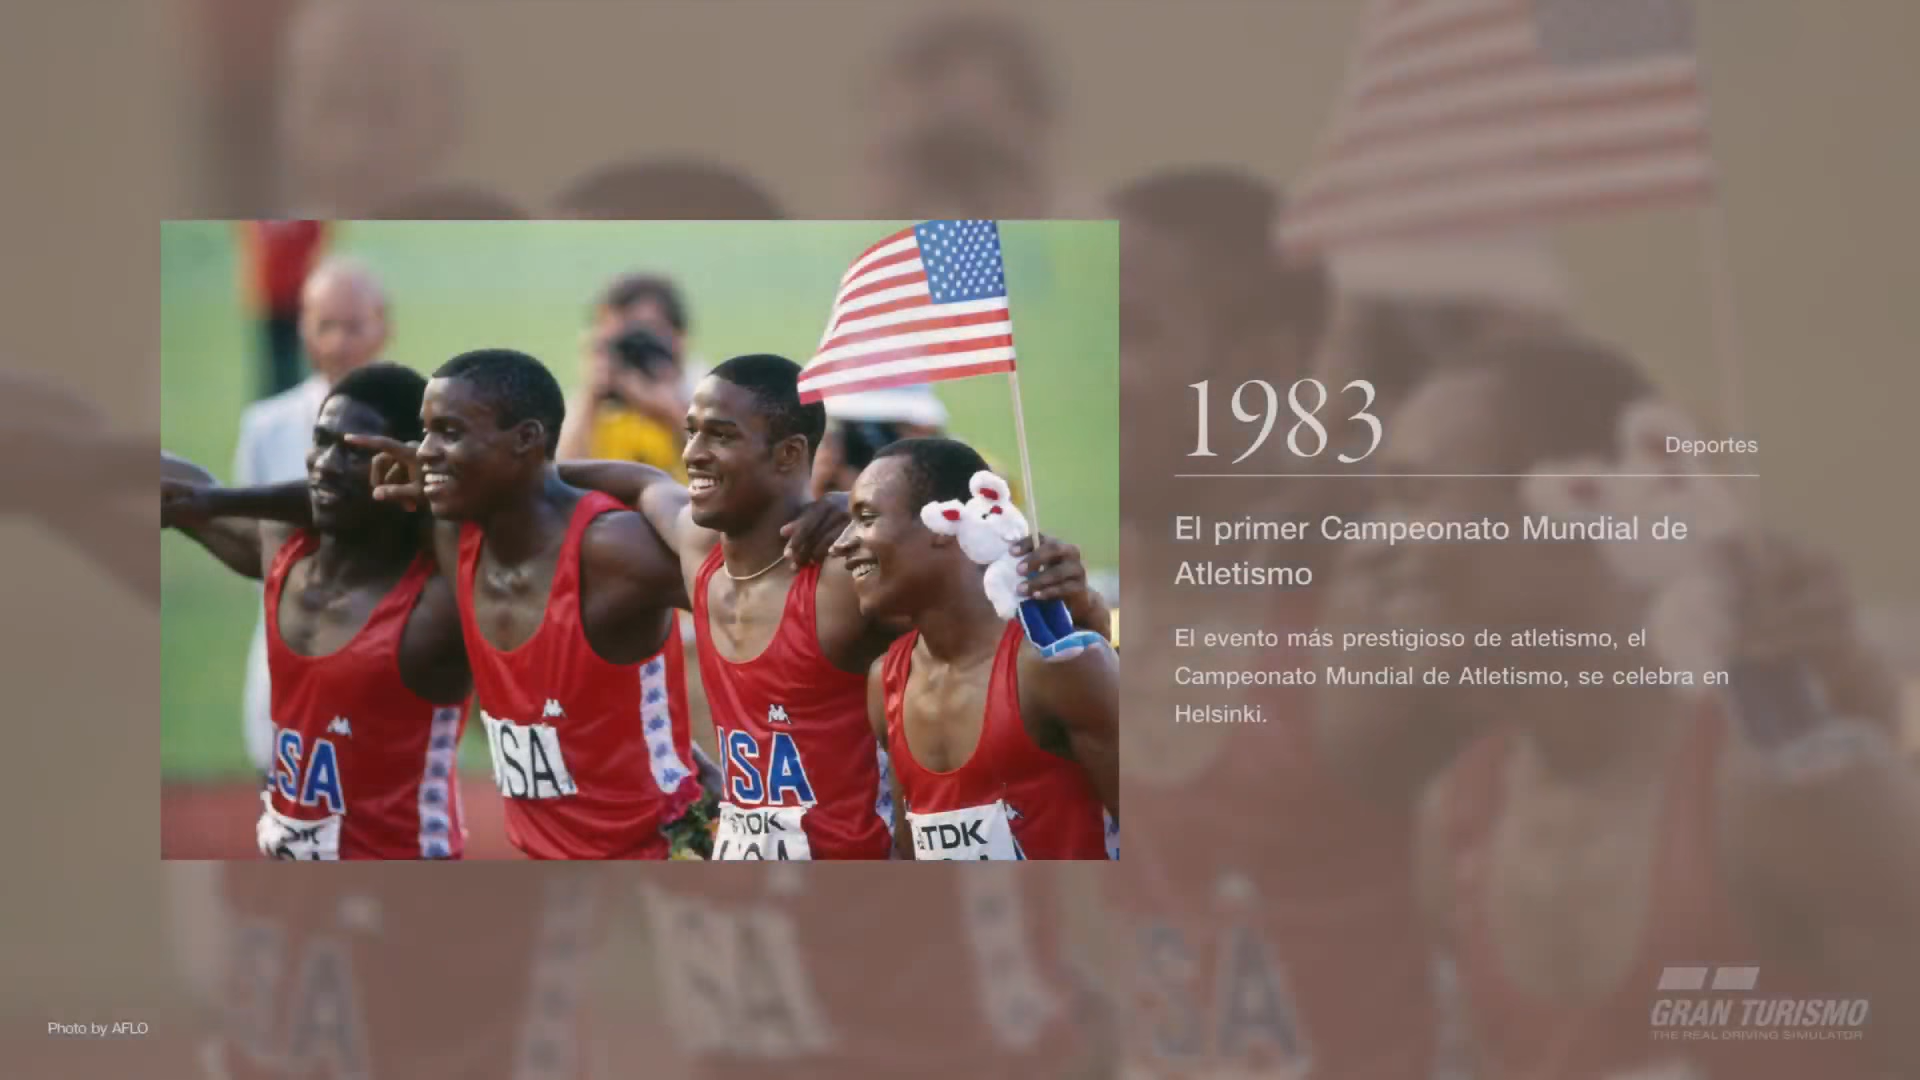 1983
Deportes
El primer Campeonato Mundial de
Atletismo
El evento más prestigioso de atletismo, el
Campeonato Mundial de Atletismo, se celebra en
Helsinki.
USA
USA
TDK
TDK
Photo by AFLO
GRAN TURISMO
THE REAL DRIVING SIMULATOR